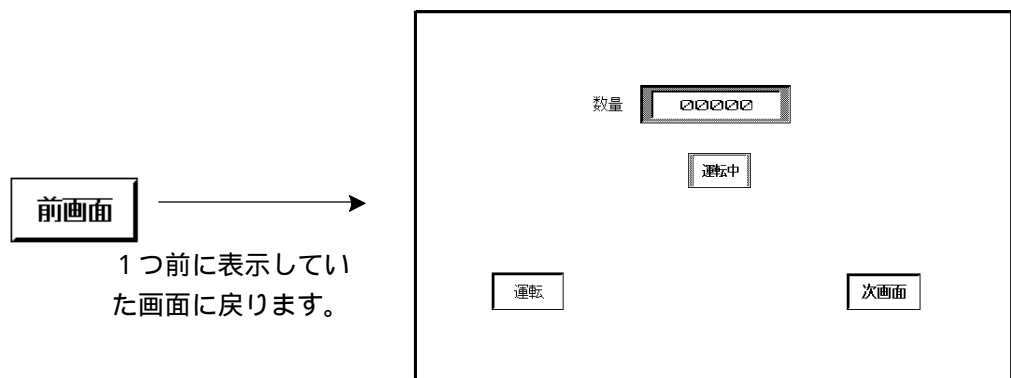 前画面
１つ前に表示してい
た画面に戻ります。
数量 00000
運転中
運転 次画面